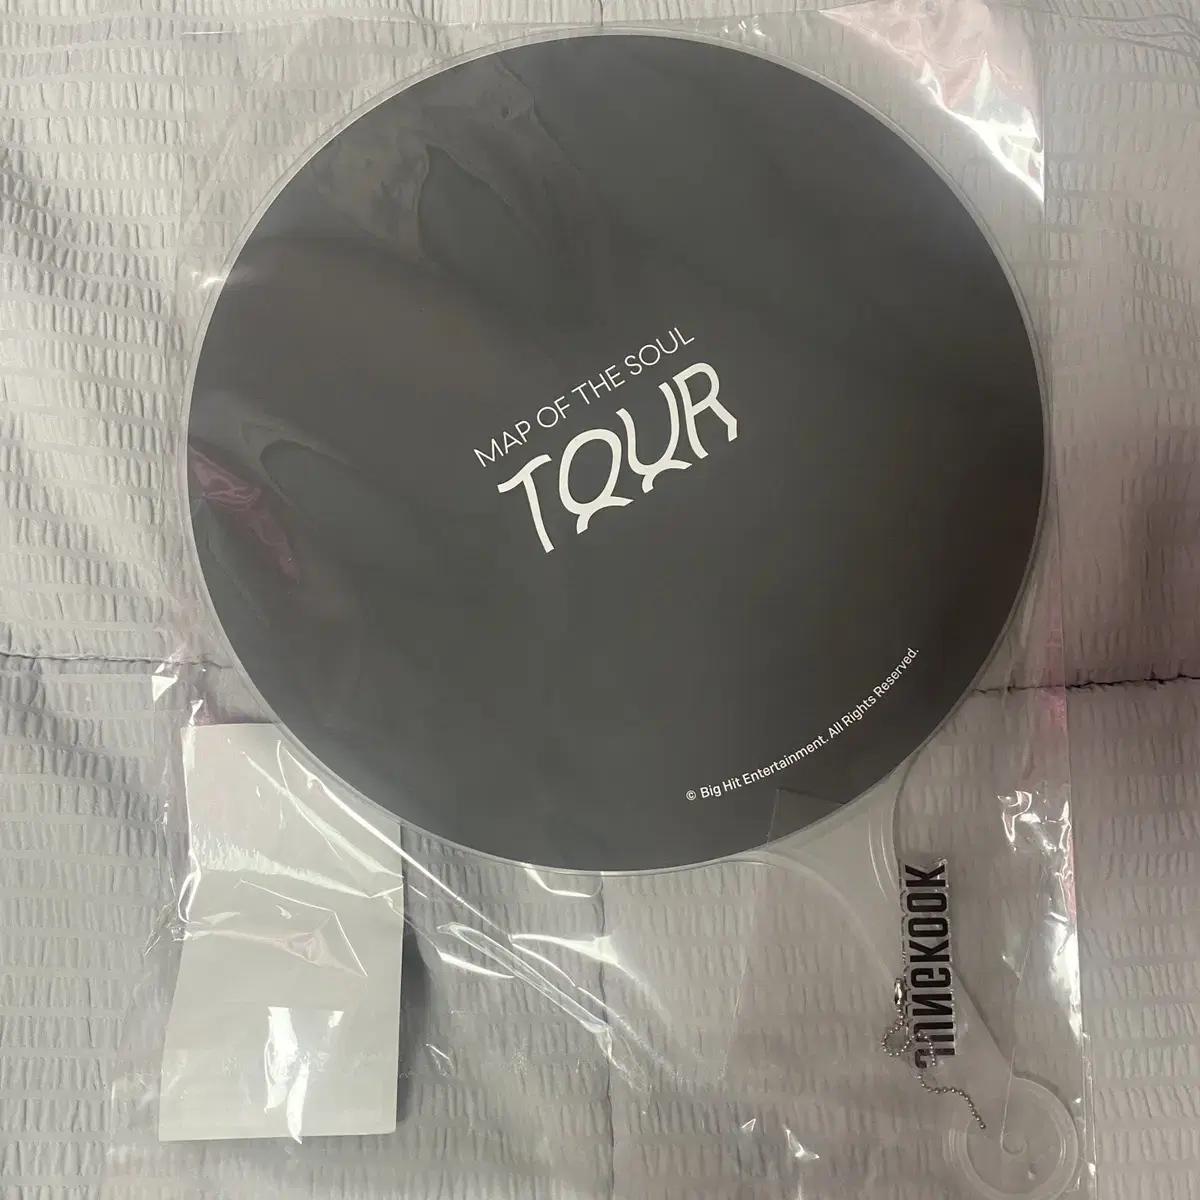 MAP OF THE SOUL
TOUR
© Big Hit Entertainment. All Rights Reserved.
JUNGKOOK